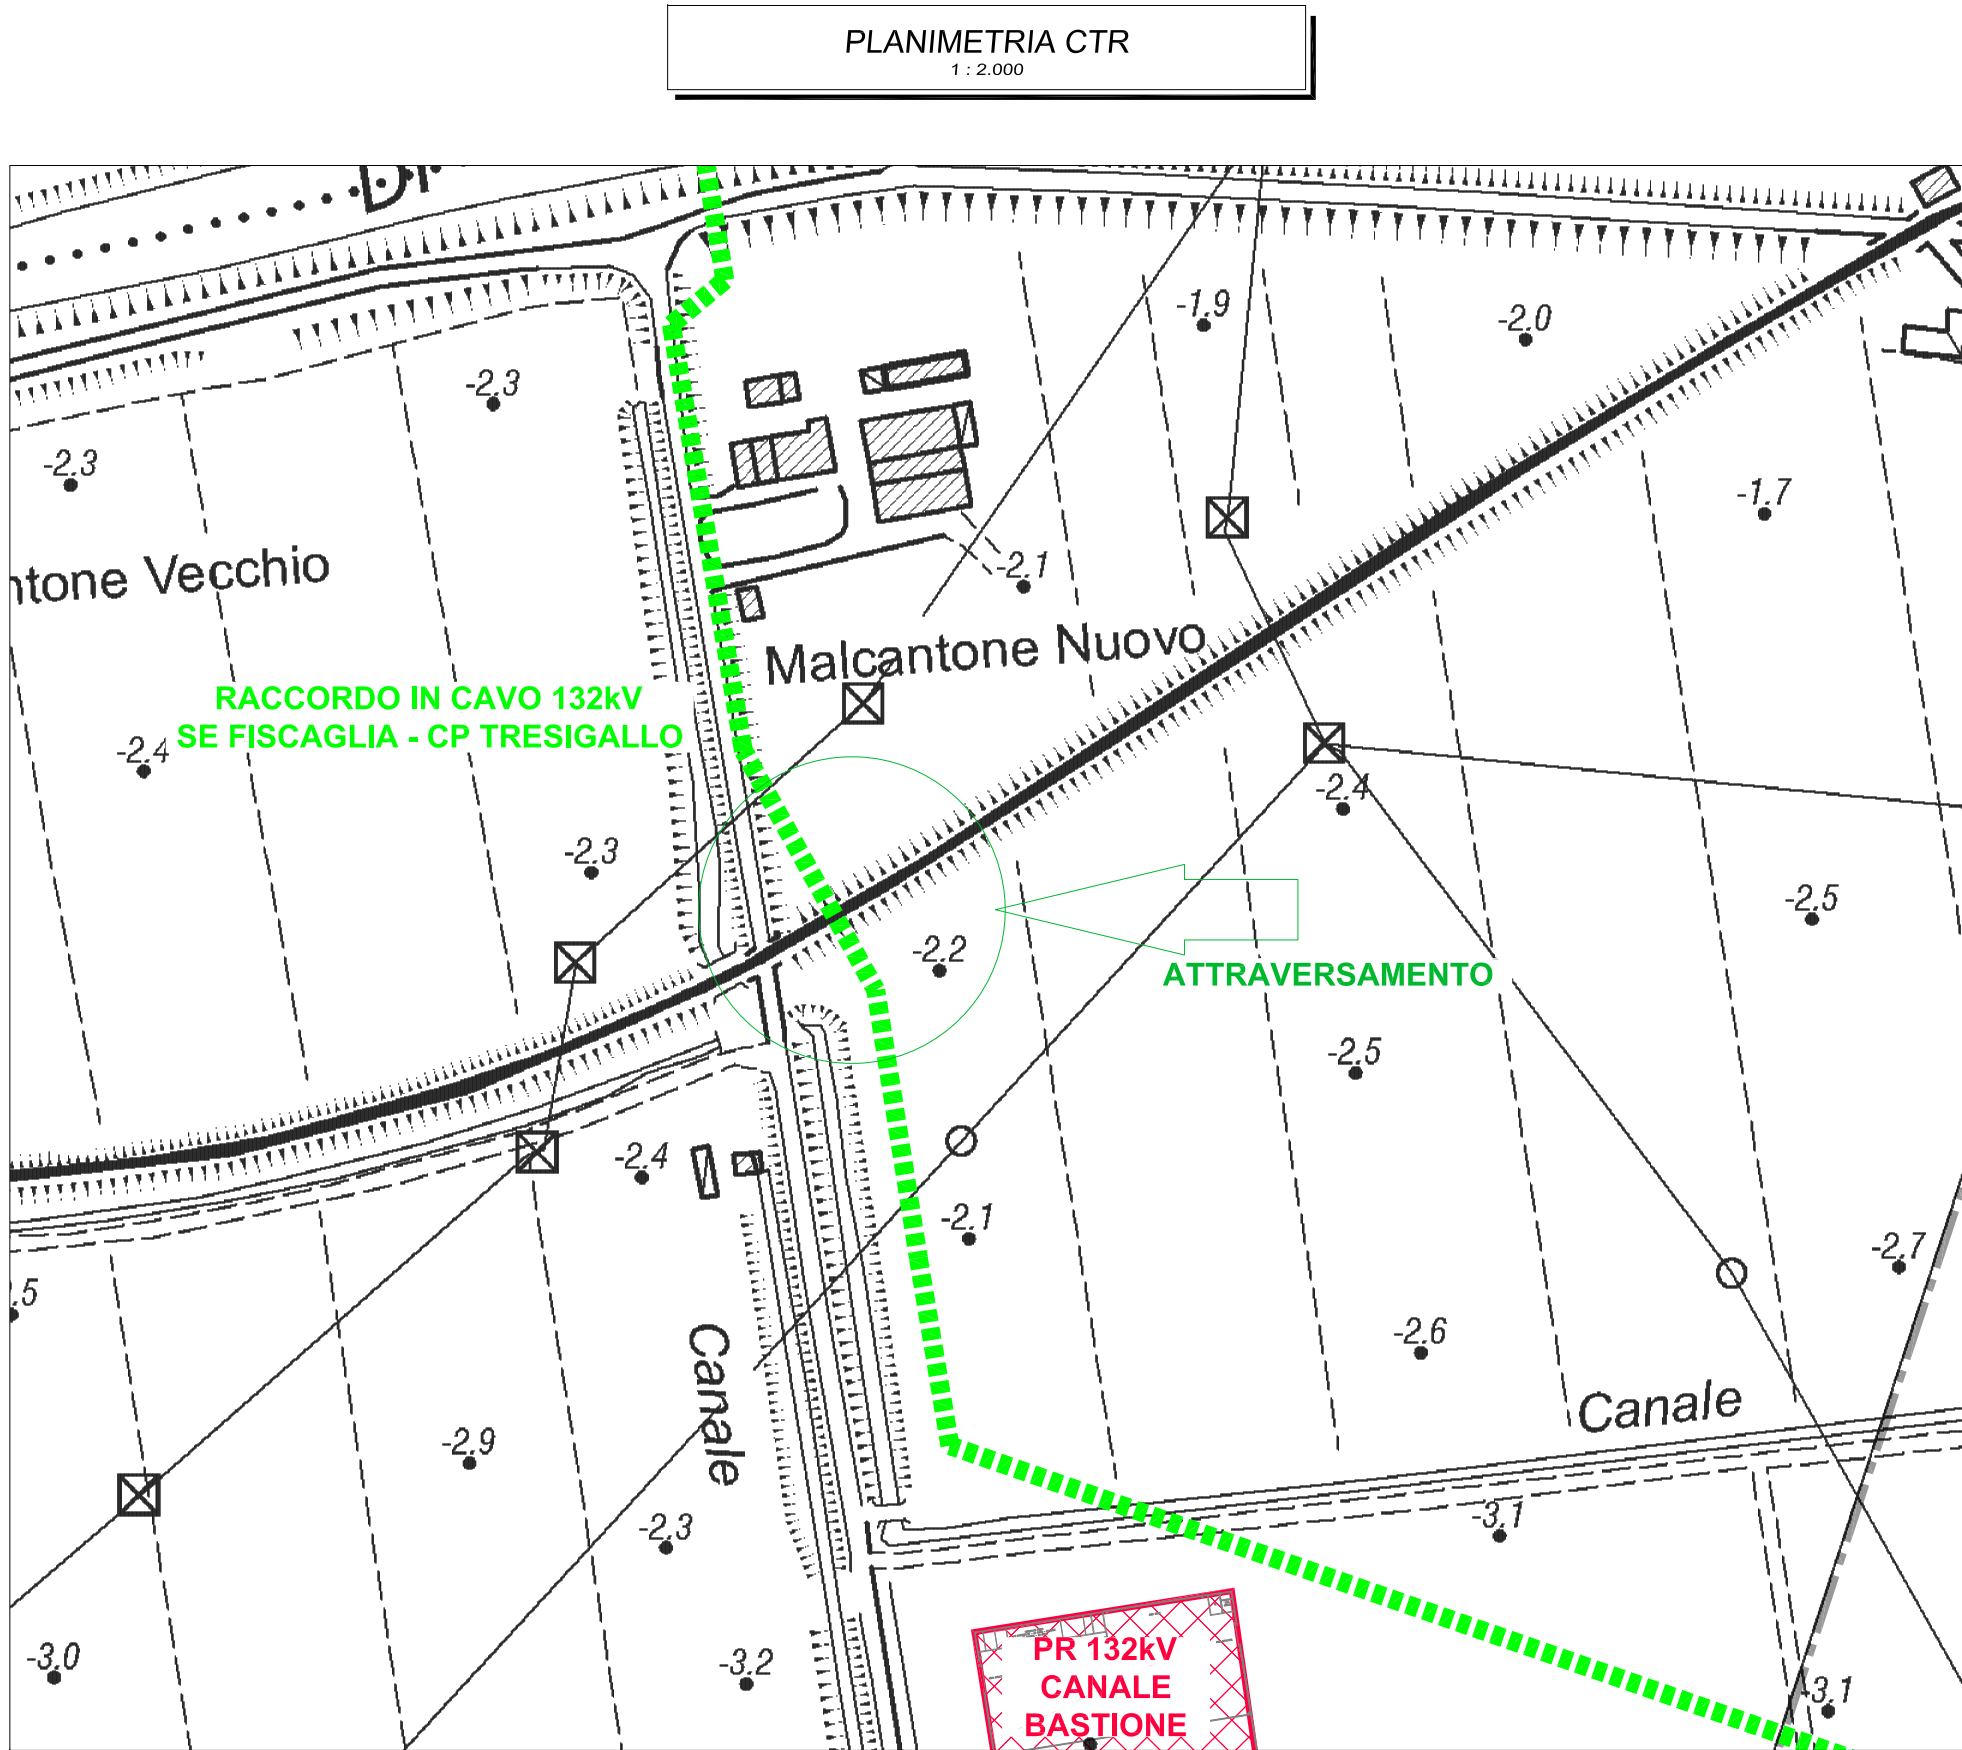 PLANIMETRIA CTR
1 : 2.000
-1.9
-2.0
-2.3
-2.3
-1.7
ntone Vecchio
-2.1
Malcantone Nuovo
RACCORDO IN CAVO 132kV
SE FISCAGLIA - CP TRESIGALLO
-2.4
-2.4
-2.3
-2.5
-2.2
ATTRAVERSAMENTO
-2.5
-2.4
-2.1
-2.7
.5
-2.6
Canale
Canale
-2.9
-2.3
-3.1
PR 132kV
CANALE
BASTIONE
-3.0
-3.2
-3.1